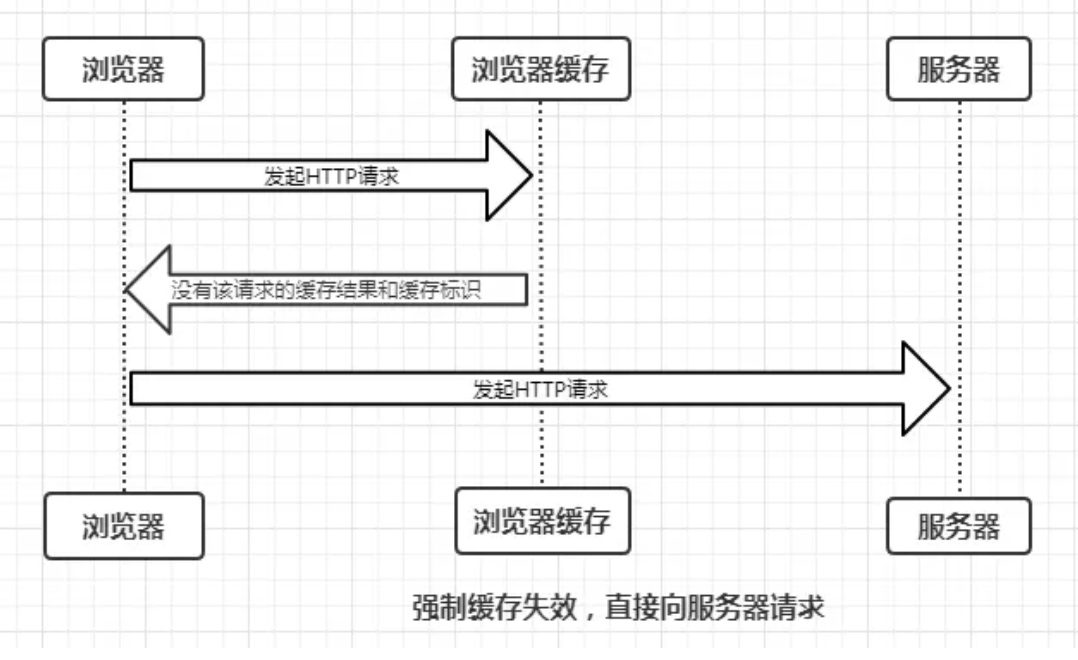 浏览器
浏览器缓存
服务器
发起HTTP请求
没有该请求的缓存结果和缓存标识
发起HTTP请求
浏览器
浏览器缓存
服务器
强制缓存失效，直接向服务器请求